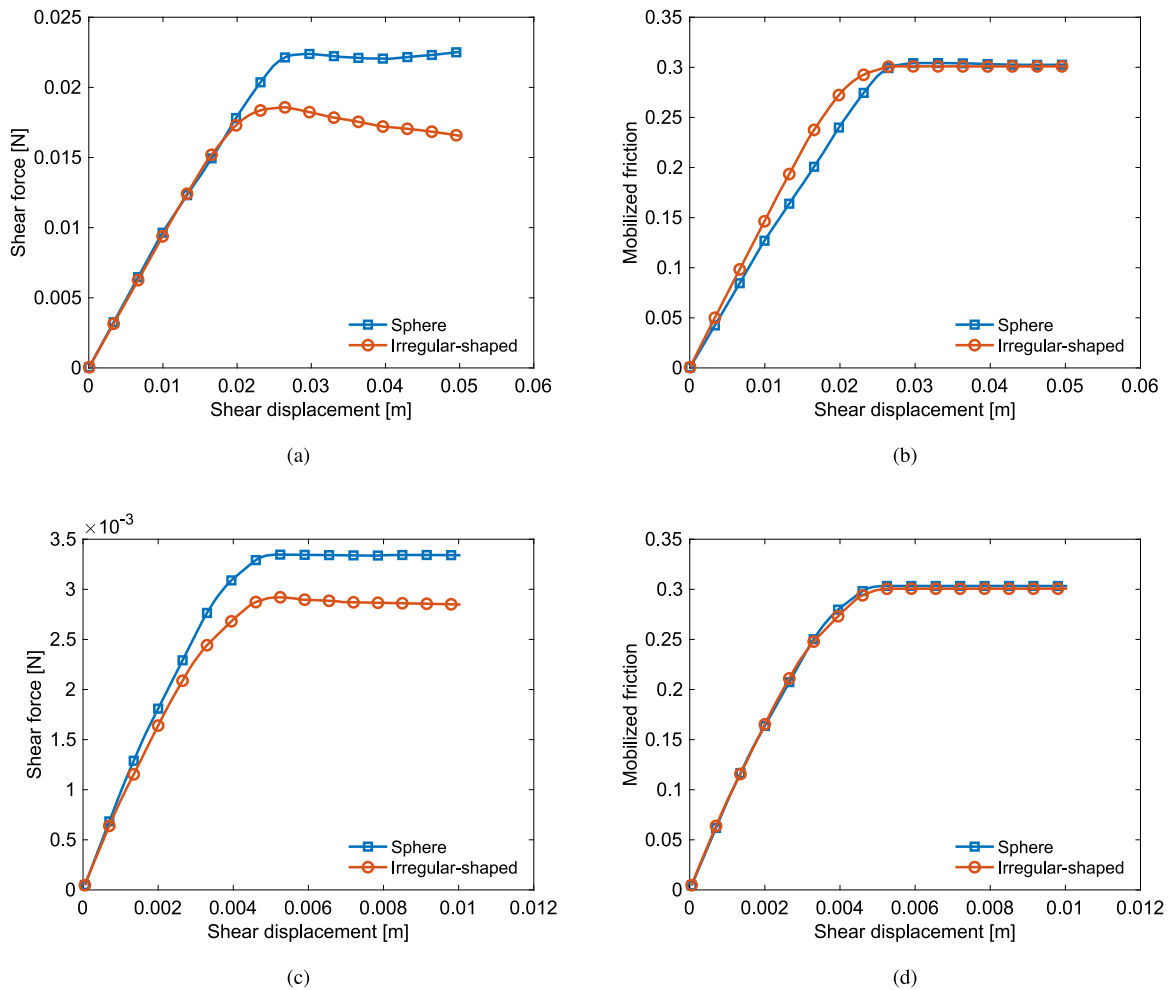 0.025
0.02
0.015
0.01
0.005
0
Shear force [N]
Sphere
Irregular-shaped
0 0.01 0.02 0.03 0.04 0.05 0.06
Shear displacement [m]
(a)
0.35
0.3
0.25
0.2
0.15
0.1
0.05
0
Mobilized friction
Sphere
Irregular-shaped
0 0.01 0.02 0.03 0.04 0.05 0.06
Shear displacement [m]
(b)
×10⁻³
3.5
3
2.5
2
1.5
1
0.5
0
Shear force [N]
Sphere
Irregular-shaped
0 0.002 0.004 0.006 0.008 0.01 0.012
Shear displacement [m]
(c)
0.35
0.3
0.25
0.2
0.15
0.1
0.05
0
Mobilized friction
Sphere
Irregular-shaped
0 0.002 0.004 0.006 0.008 0.01 0.012
Shear displacement [m]
(d)